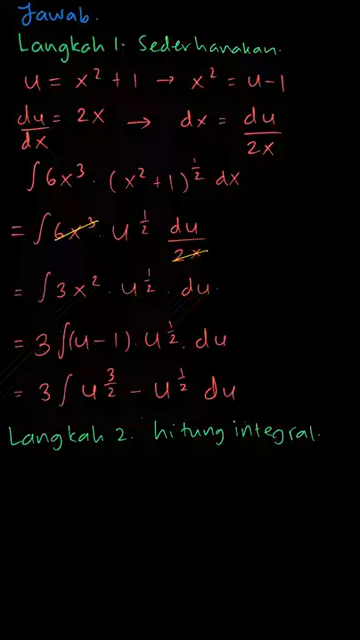 Jawab.
Langkah 1. Sederhanakan.
u = x² + 1 → x² = u - 1
du/dx = 2x → dx = du/2x
∫ 6x³ · (x² + 1)^(1/2) dx
= ∫ 6x³ · u^(1/2) du/2x
= ∫ 3x² · u^(1/2) · du
= 3 ∫ (u - 1) · u^(1/2) · du
= 3 ∫ u^(3/2) - u^(1/2) du
Langkah 2. hitung integral.